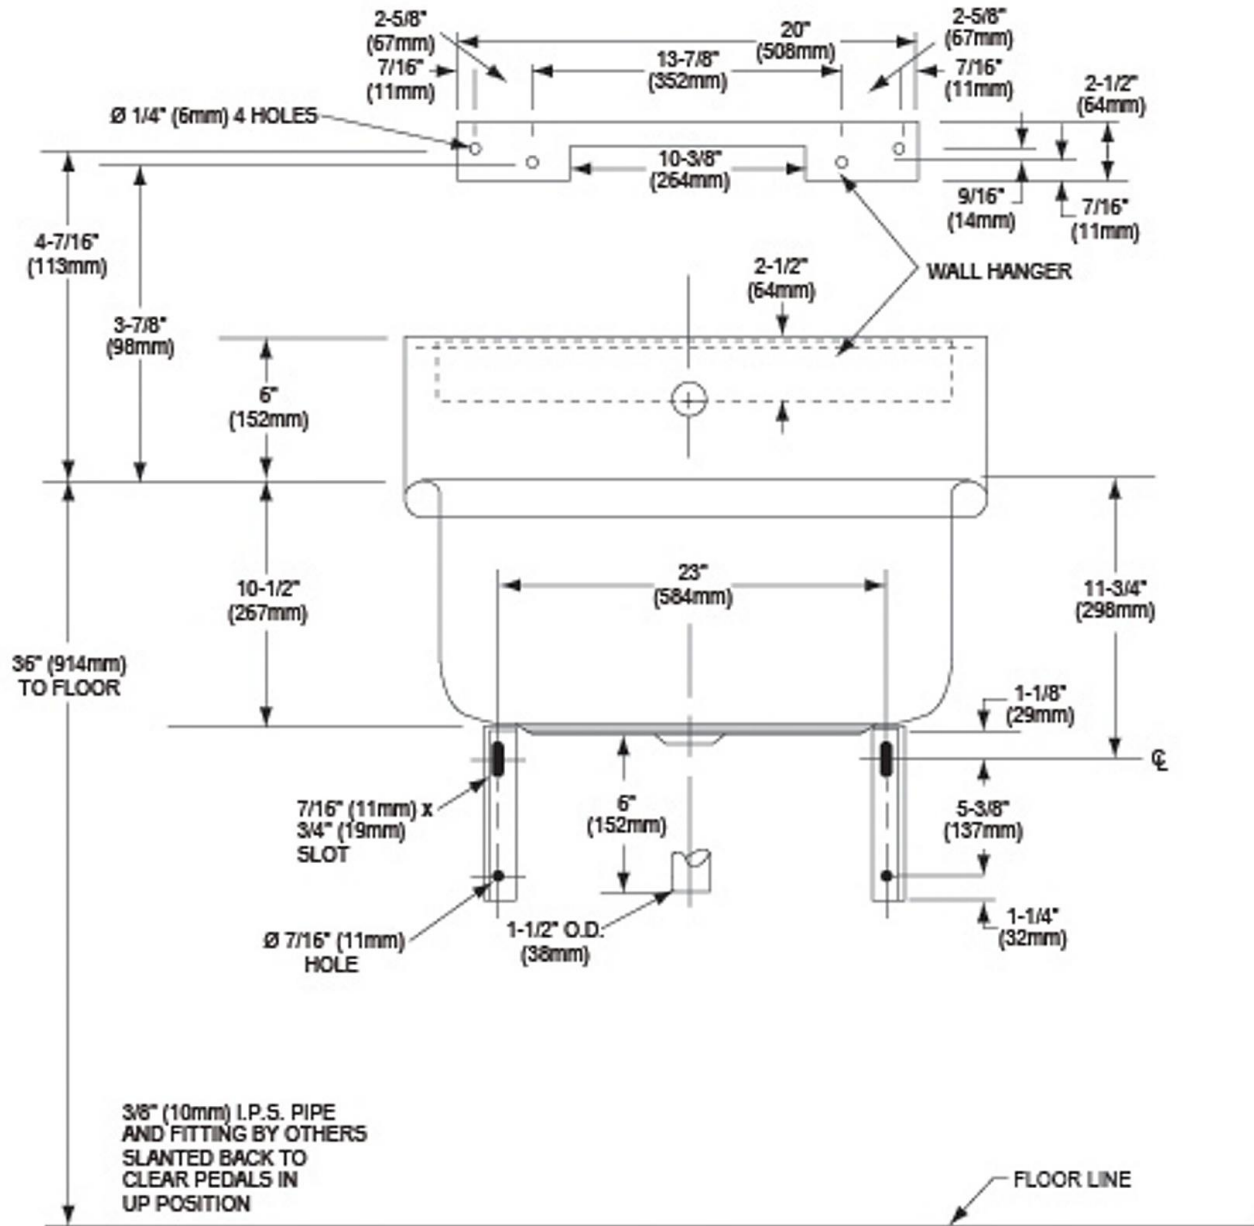 2-5/8"
(67mm)
20"
(508mm)
2-5/8"
(67mm)
7/16"
(11mm)
13-7/8"
(352mm)
7/16"
(11mm)
2-1/2"
(64mm)
Ø 1/4" (6mm) 4 HOLES
10-3/8"
(264mm)
9/16"
(14mm)
7/16"
(11mm)
4-7/16"
(113mm)
WALL HANGER
2-1/2"
(64mm)
3-7/8"
(98mm)
6"
(152mm)
10-1/2"
(267mm)
23"
(584mm)
11-3/4"
(298mm)
36" (914mm)
TO FLOOR
1-1/8"
(29mm)
℄
7/16" (11mm) x
3/4" (19mm)
SLOT
6"
(152mm)
5-3/8"
(137mm)
Ø 7/16" (11mm)
HOLE
1-1/2" O.D.
(38mm)
1-1/4"
(32mm)
3/8" (10mm) I.P.S. PIPE
AND FITTING BY OTHERS
SLANTED BACK TO
CLEAR PEDALS IN
UP POSITION
FLOOR LINE